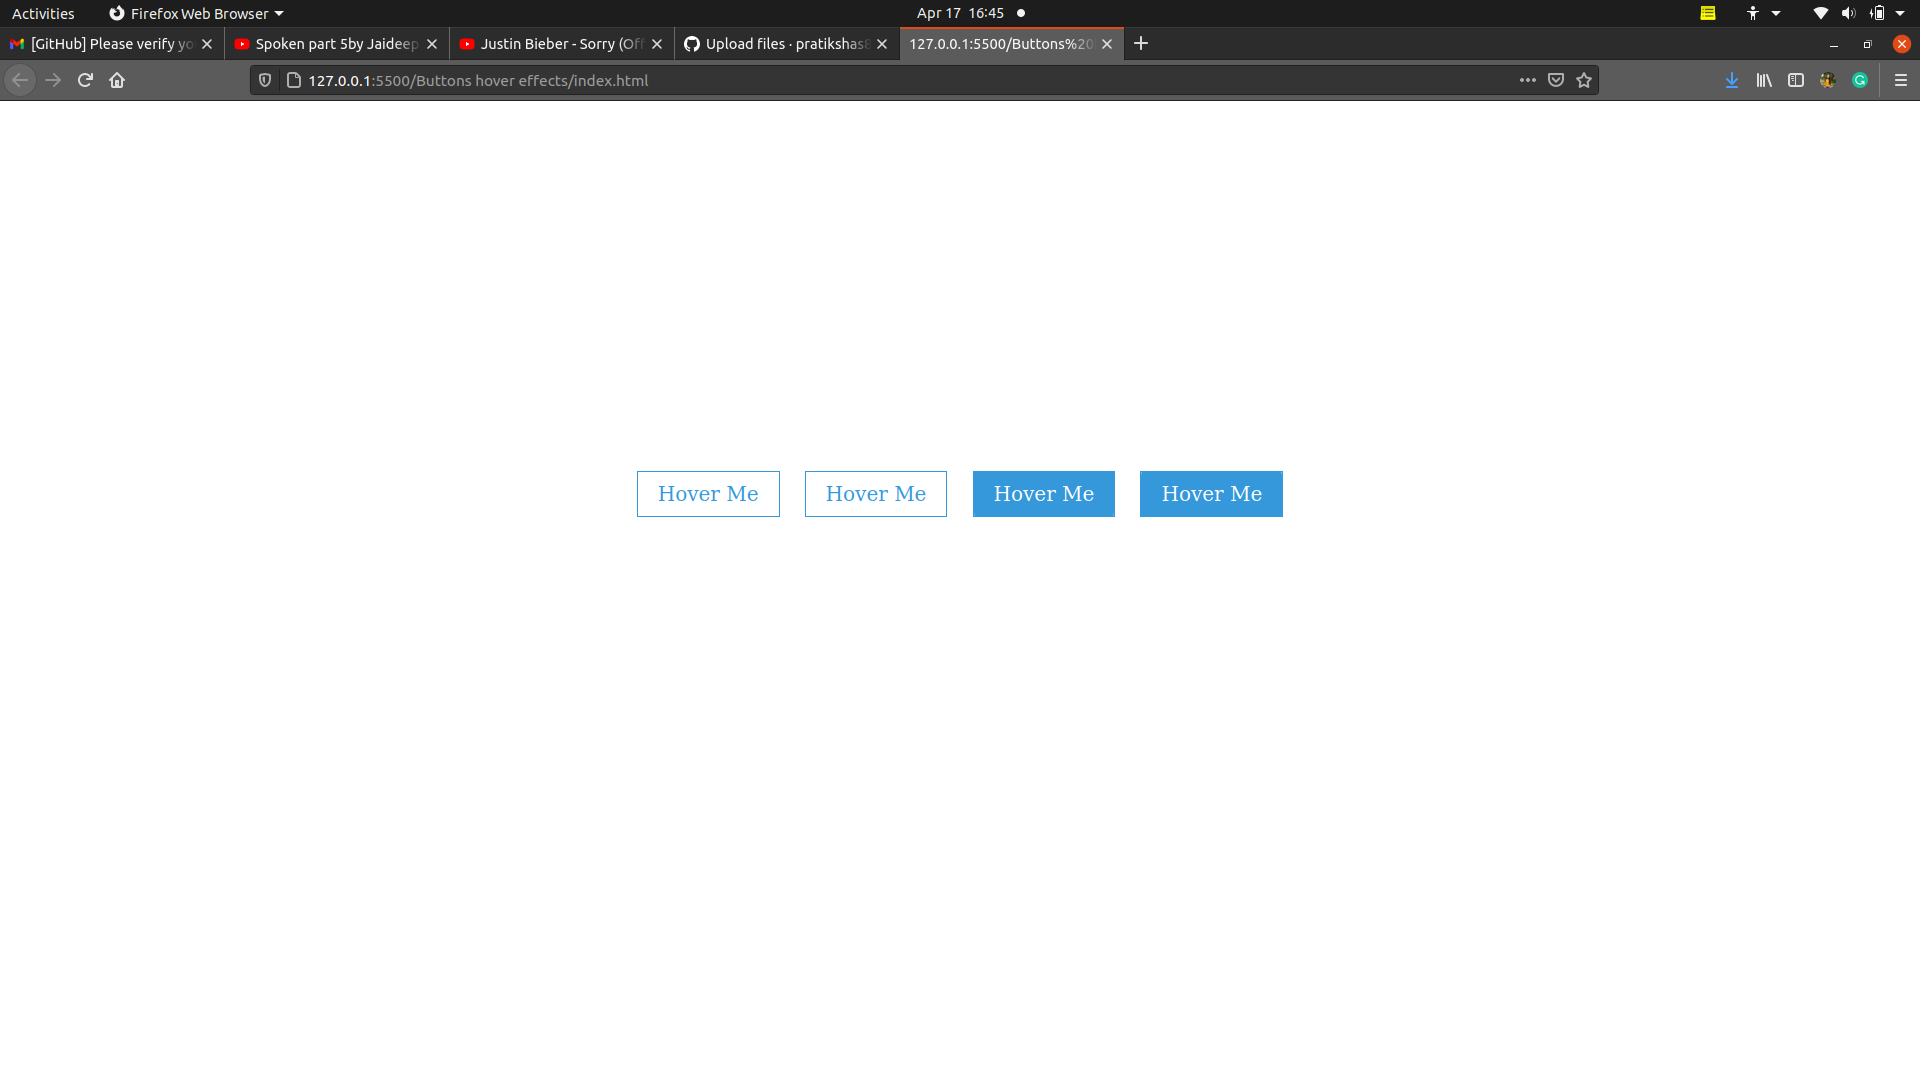 Activities Firefox Web Browser Apr 17 16:45
[GitHub] Please verify yo Spoken part 5by Jaideep Justin Bieber - Sorry (Off Upload files · pratikshas8 127.0.0.1:5500/Buttons%20
127.0.0.1:5500/Buttons hover effects/index.html
Hover Me Hover Me Hover Me Hover Me